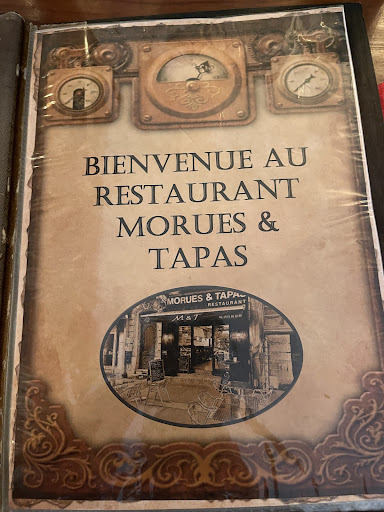 BIENVENUE AU
RESTAURANT
MORUES &
TAPAS
MORUES & TAPAS
RESTAURANT
M & T